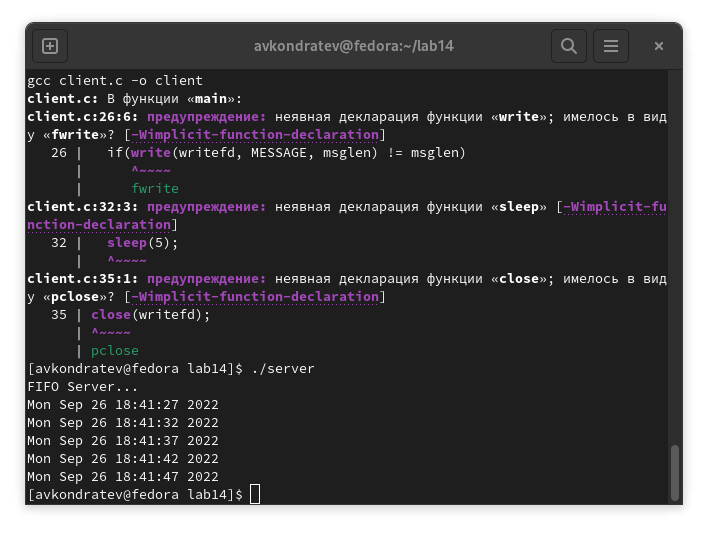 avkondratev@fedora:~/lab14
gcc client.c -o client
client.c: В функции «main»:
client.c:26:6: предупреждение: неявная декларация функции «write»; имелось в вид
у «fwrite»? [-Wimplicit-function-declaration]
   26 |   if(write(writefd, MESSAGE, msglen) != msglen)
      |      ^~~~~
      |      fwrite
client.c:32:3: предупреждение: неявная декларация функции «sleep» [-Wimplicit-fu
nction-declaration]
   32 |   sleep(5);
      |   ^~~~~
client.c:35:1: предупреждение: неявная декларация функции «close»; имелось в вид
у «pclose»? [-Wimplicit-function-declaration]
   35 | close(writefd);
      | ^~~~~
      | pclose
[avkondratev@fedora lab14]$ ./server
FIFO Server...
Mon Sep 26 18:41:27 2022
Mon Sep 26 18:41:32 2022
Mon Sep 26 18:41:37 2022
Mon Sep 26 18:41:42 2022
Mon Sep 26 18:41:47 2022
[avkondratev@fedora lab14]$